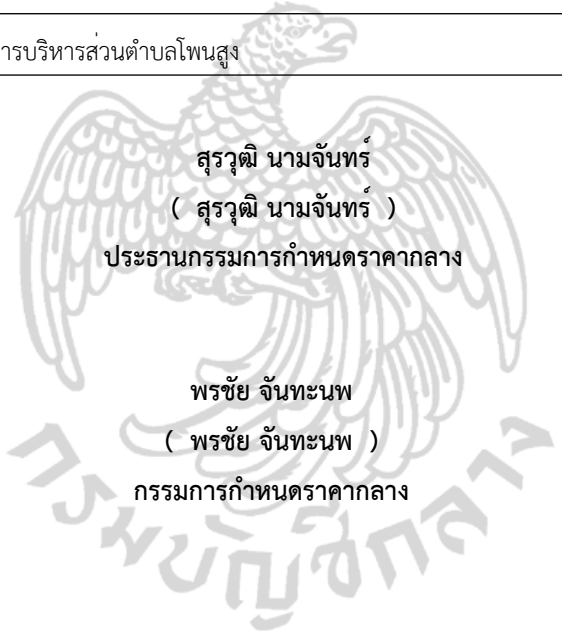 ารบริหารส่วนตำบลโพนสูง
สุรวุฒิ นามจันทร์
( สุรวุฒิ นามจันทร์ )
ประธานกรรมการกำหนดราคากลาง
พรชัย จันทะนพ
( พรชัย จันทะนพ )
กรรมการกำหนดราคากลาง
กรมบัญชีกลาง